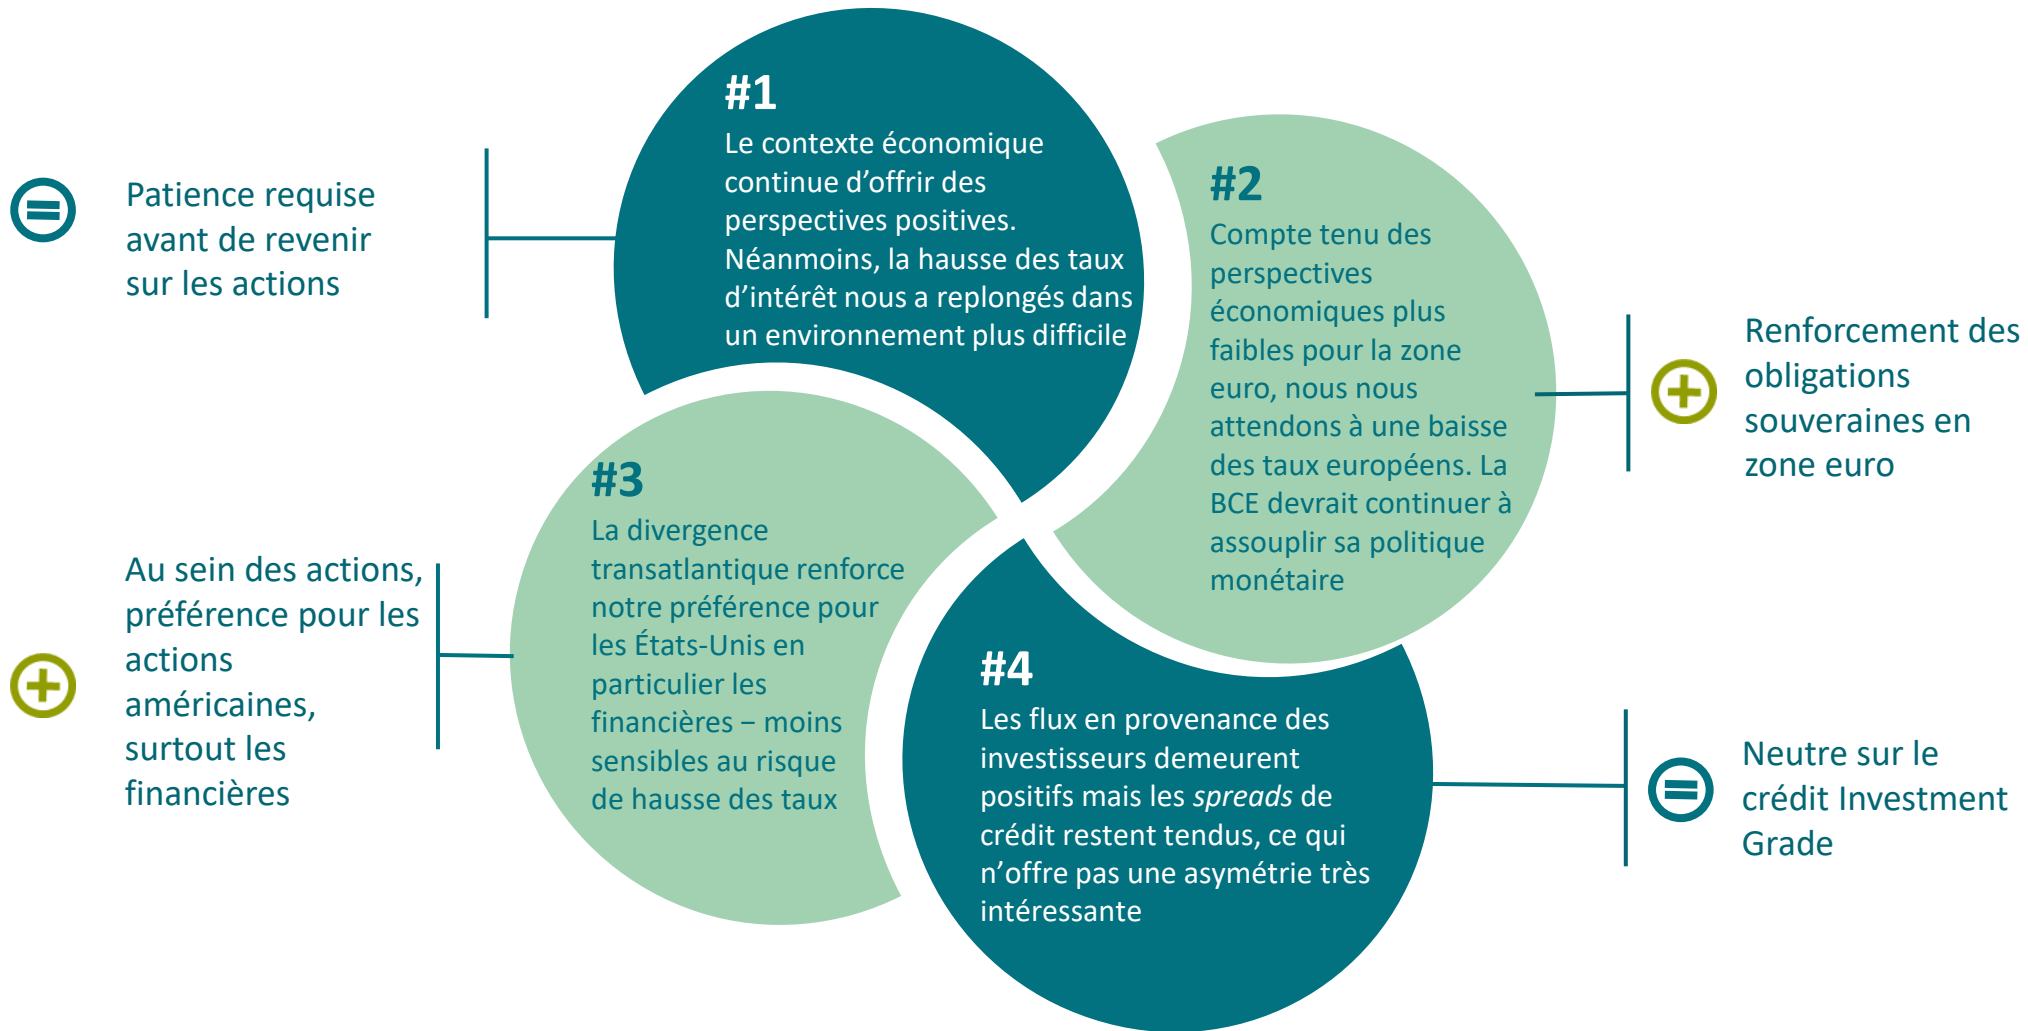 #1
Le contexte économique
continue d’offrir des
perspectives positives.
Néanmoins, la hausse des taux
d’intérêt nous a replongés dans
un environnement plus difficile
Patience requise
avant de revenir
sur les actions
#2
Compte tenu des
perspectives
économiques plus
faibles pour la zone
euro, nous nous
attendons à une baisse
des taux européens. La
BCE devrait continuer à
assouplir sa politique
monétaire
Renforcement des
obligations
souveraines en
zone euro
#3
La divergence
transatlantique renforce
notre préférence pour
les États-Unis en
particulier les
financières – moins
sensibles au risque
de hausse des taux
Au sein des actions,
préférence pour les
actions
américaines,
surtout les
financières
#4
Les flux en provenance des
investisseurs demeurent
positifs mais les spreads de
crédit restent tendus, ce qui
n’offre pas une asymétrie très
intéressante
Neutre sur le
crédit Investment
Grade